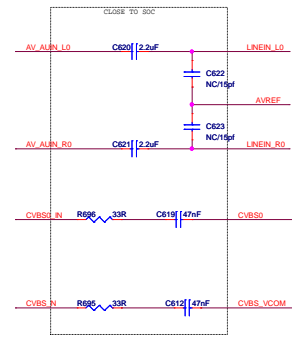 CLOSE TO SOC
AV_AUIN_L0 C620 2.2uF LINEIN_L0
C622
NC/15pf
AVREF
C623
NC/15pf
AV_AUIN_R0 C621 2.2uF LINEIN_R0
CVBS0_IN R696 33R C619 47nF CVBS0
CVBS_N R695 33R C612 47nF CVBS_VCOM